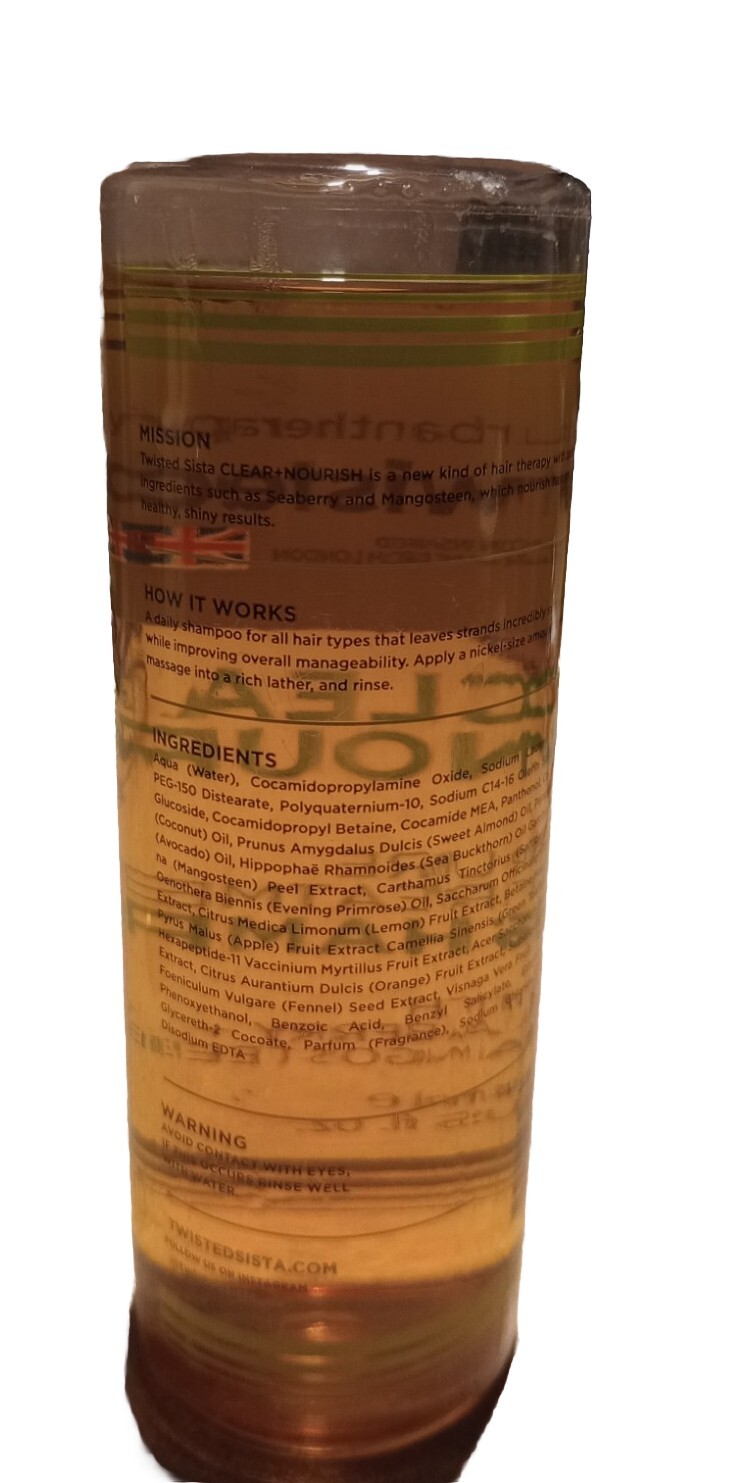 MISSION
Twisted Sista CLEAR+NOURISH is a new kind of hair therapy
ingredients such as Seaberry and Mangosteen, which nourish
healthy, shiny results.
HOW IT WORKS
A daily shampoo for all hair types that leaves strands incredibly
while improving overall manageability. Apply a nickel-size
massage into a rich lather, and rinse.
INGREDIENTS
Aqua (Water), Cocamidopropylamine Oxide, Sodium
PEG-150 Distearate, Polyquaternium-10, Sodium C14-16
Glucoside, Cocamidopropyl Betaine, Cocamide MEA, Panthenol,
(Coconut) Oil, Prunus Amygdalus Dulcis (Sweet Almond) Oil,
(Avocado) Oil, Hippophaë Rhamnoides (Sea Buckthorn) Oil
na (Mangosteen) Peel Extract, Carthamus Tinctorius
Oenothera Biennis (Evening Primrose) Oil, Saccharum
Extract, Citrus Medica Limonum (Lemon) Fruit Extract,
Pyrus Malus (Apple) Fruit Extract Camellia Sinensis
Hexapeptide-11 Vaccinium Myrtillus Fruit Extract, Acer
Extract, Citrus Aurantium Dulcis (Orange) Fruit Extract,
Foeniculum Vulgare (Fennel) Seed Extract, Visnaga Vera
Phenoxyethanol, Benzoic Acid, Benzyl Salicylate,
Glycereth-2 Cocoate, Parfum (Fragrance), Sodium
Disodium EDTA
WARNING
AVOID CONTACT WITH EYES,
IF THIS OCCURS RINSE WELL
WITH WATER.
TWISTEDSISTA.COM
FOLLOW US ON INSTAGRAM